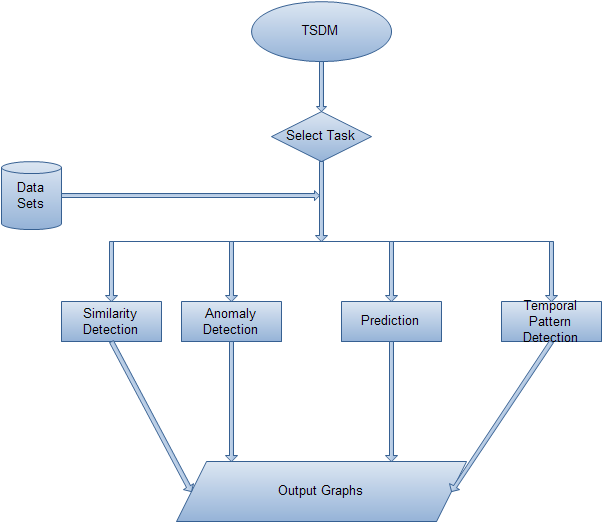 TSDM
Select Task
Data
Sets
Similarity
Detection
Anomaly
Detection
Prediction
Temporal
Pattern
Detection
Output Graphs